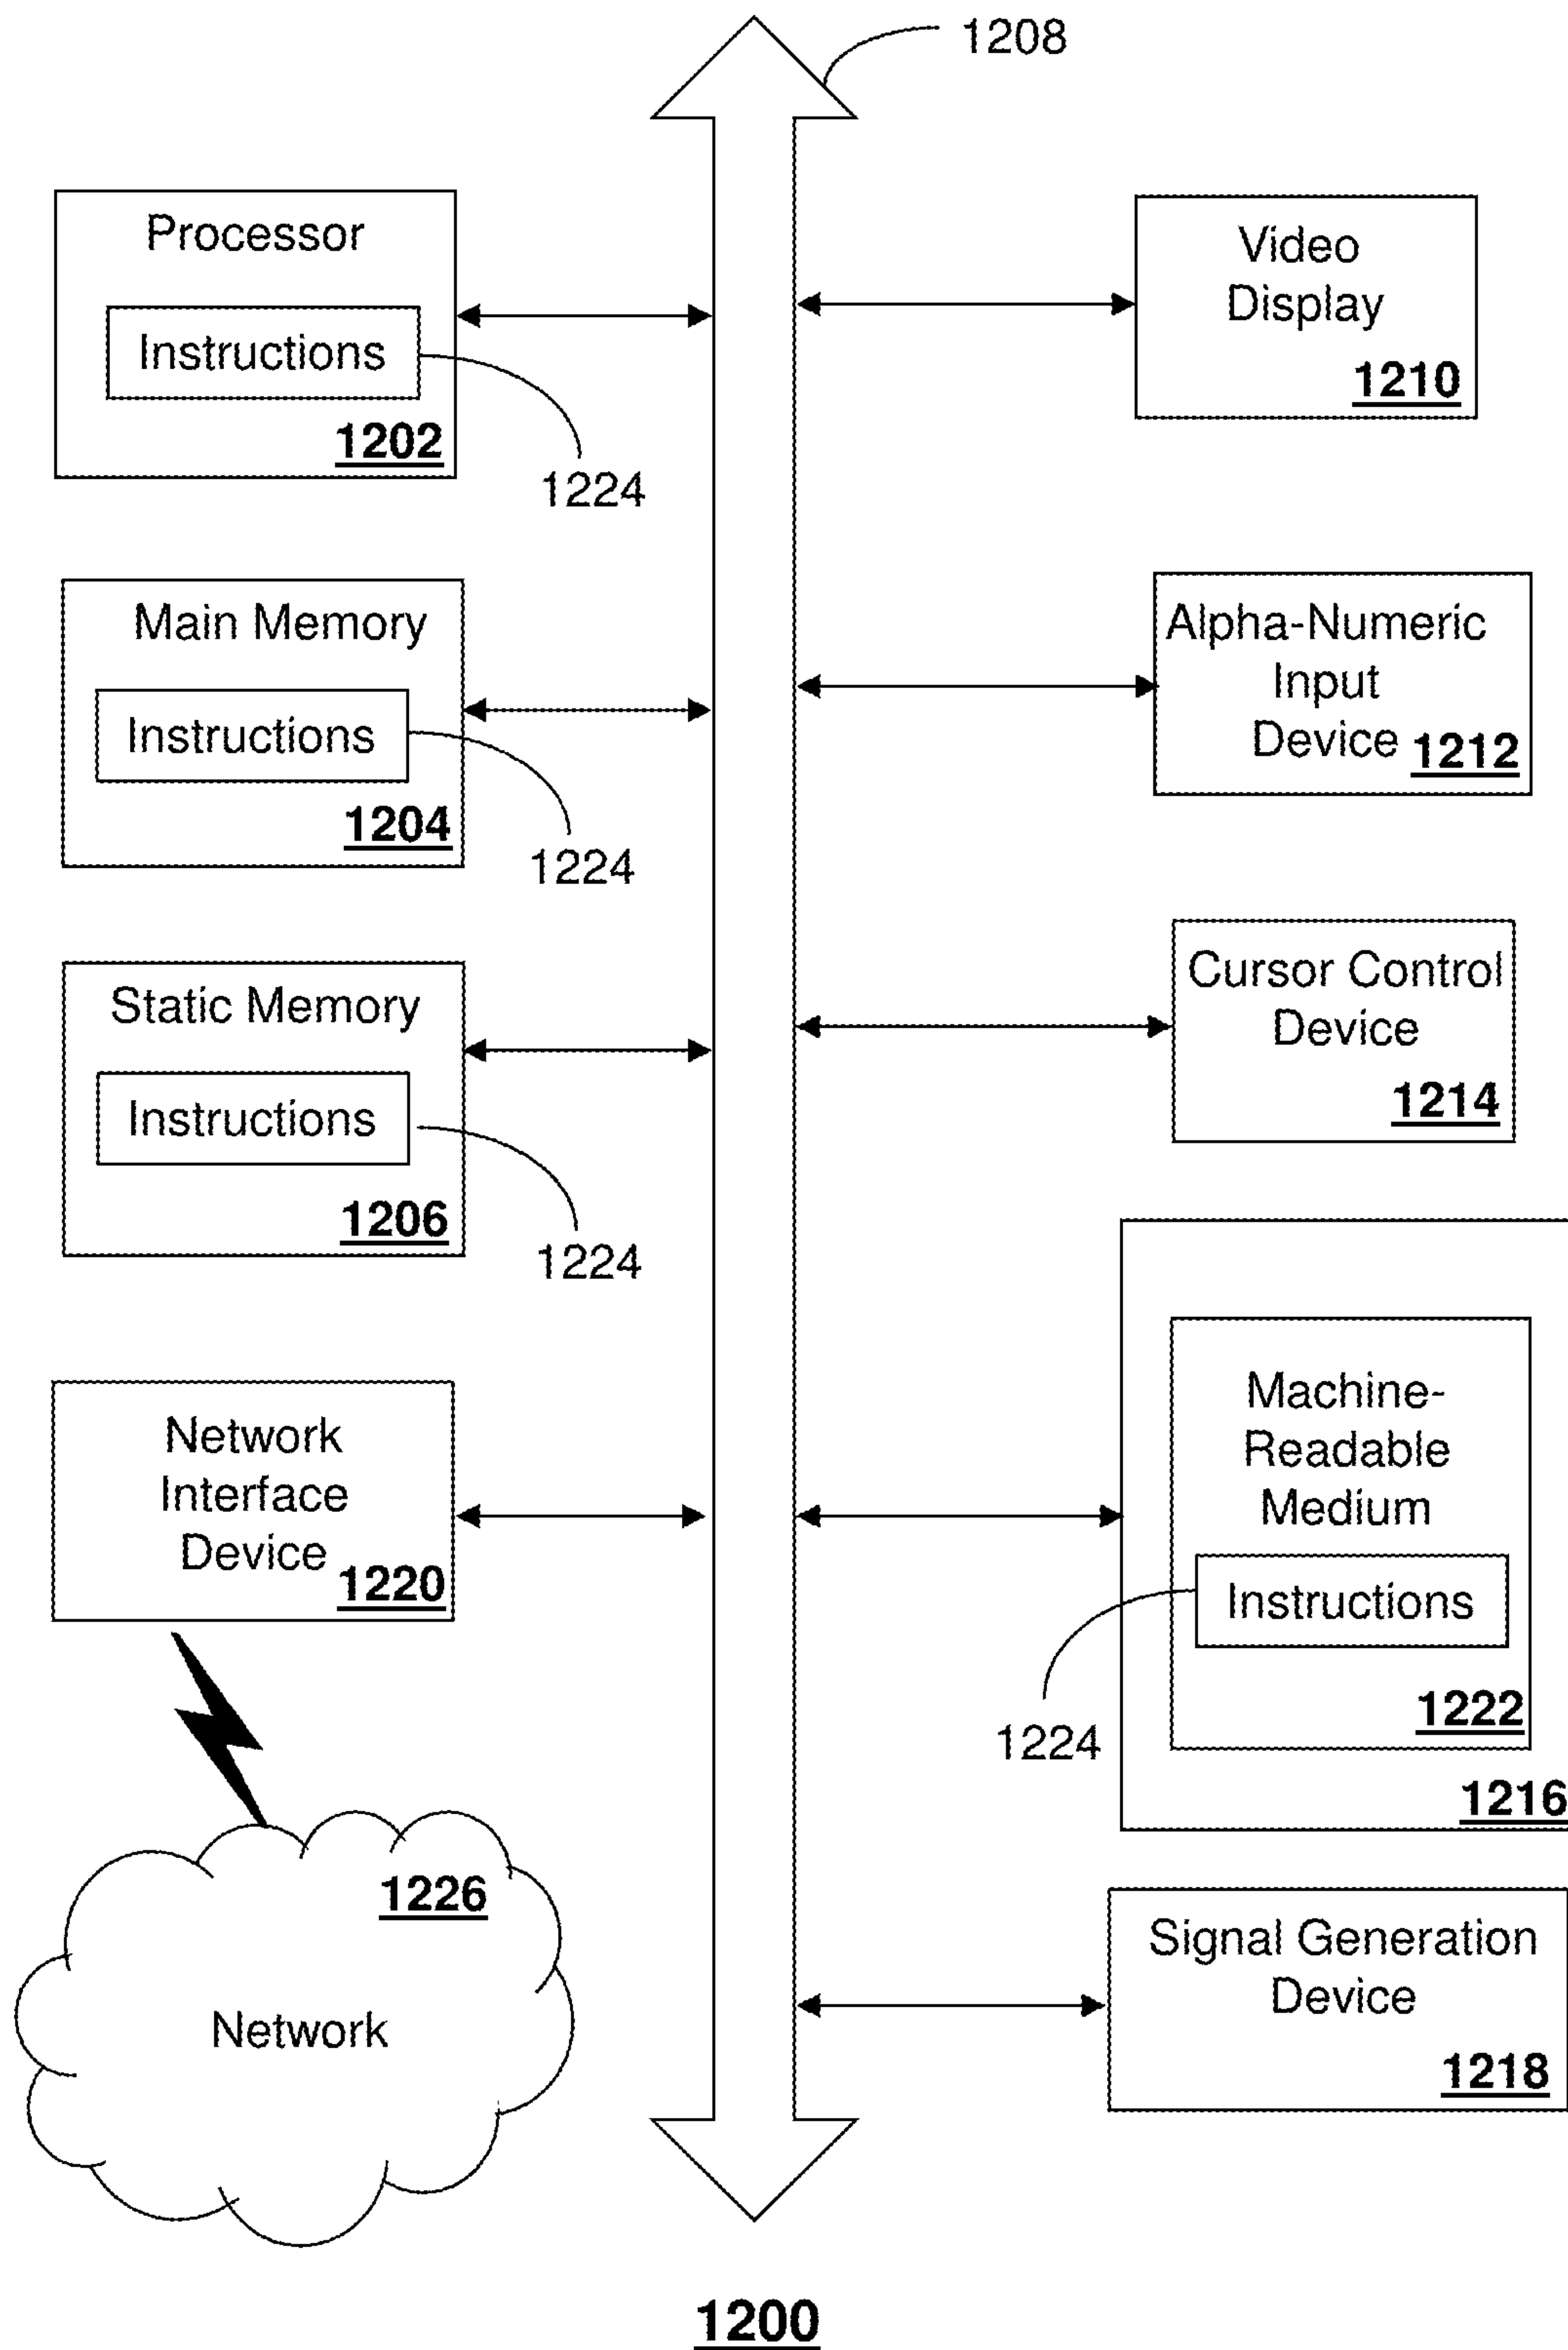 1208
Processor
Instructions
1202
1224
Main Memory
Instructions
1204
1224
Static Memory
Instructions
1206
1224
Network
Interface
Device
1220
1226
Network
Video
Display
1210
Alpha-Numeric
Input
Device 1212
Cursor Control
Device
1214
Machine-
Readable
Medium
Instructions
1222
1224
1216
Signal Generation
Device
1218
1200